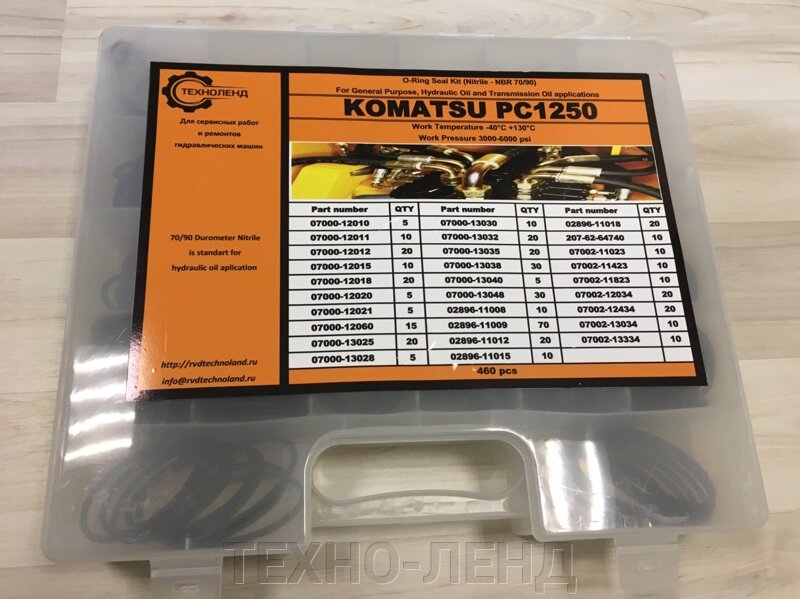 ТЕХНОЛЕНД
Для сервисных работ
и ремонтов
гидравлических машин
70/90 Durometer Nitrile
is standart for
hydraulic oil aplication
http://rvdtechnoland.ru
info@rvdtechnoland.ru
O-Ring Seal Kit (Nitrile - NBR 70/90)
For General Purpose, Hydraulic Oil and Transmission Oil applications
KOMATSU PC1250
Work Temperature -40°C +130°C
Work Pressure 3000-6000 psi
Part number QTY Part number QTY Part number QTY
07000-12010 5 07000-13030 10 02896-11018 20
07000-12011 10 07000-13032 20 207-62-64740 10
07000-12012 20 07000-13035 20 07002-11023 10
07000-12015 10 07000-13038 30 07002-11423 10
07000-12018 20 07000-13040 5 07002-11823 10
07000-12020 5 07000-13048 30 07002-12034 20
07000-12021 5 02896-11008 10 07002-12434 20
07000-12060 15 02896-11009 70 07002-13034 10
07000-13025 20 02896-11012 20 07002-13334 10
07000-13028 5 02896-11015 10
460 pcs
ТЕХНО-ЛЕНД